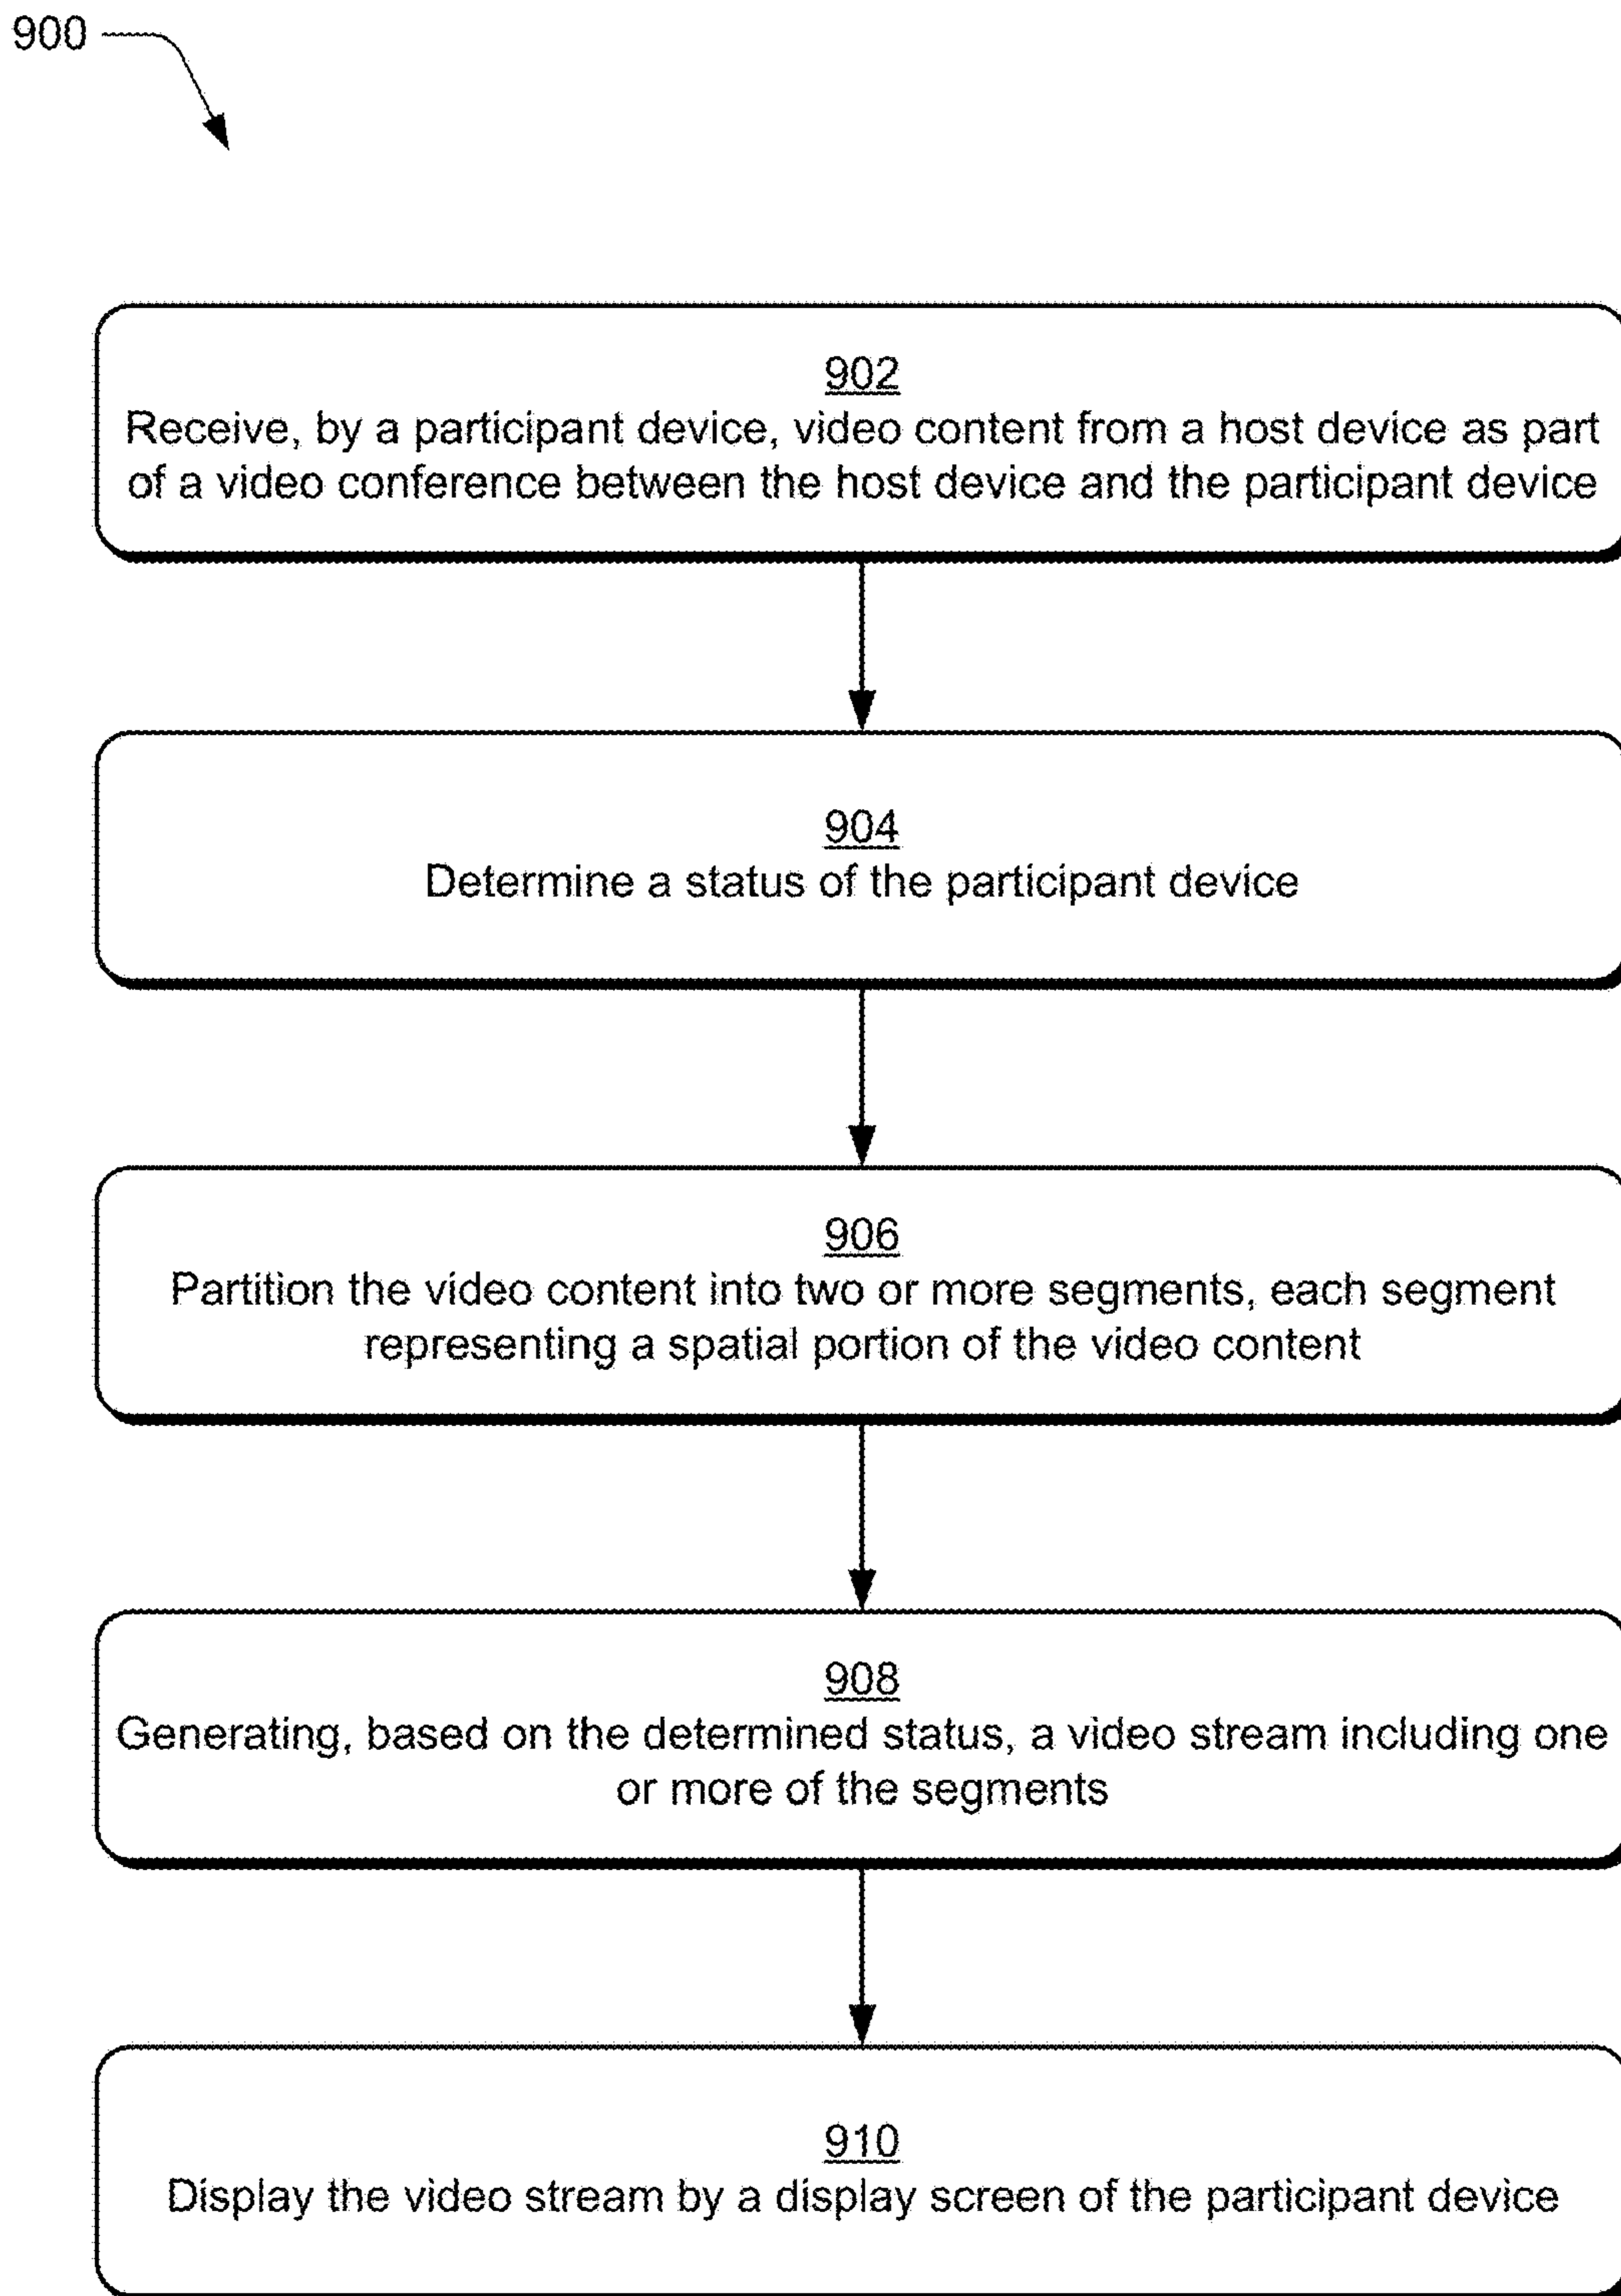 900
902
Receive, by a participant device, video content from a host device as part
of a video conference between the host device and the participant device
904
Determine a status of the participant device
906
Partition the video content into two or more segments, each segment
representing a spatial portion of the video content
908
Generating, based on the determined status, a video stream including one
or more of the segments
910
Display the video stream by a display screen of the participant device